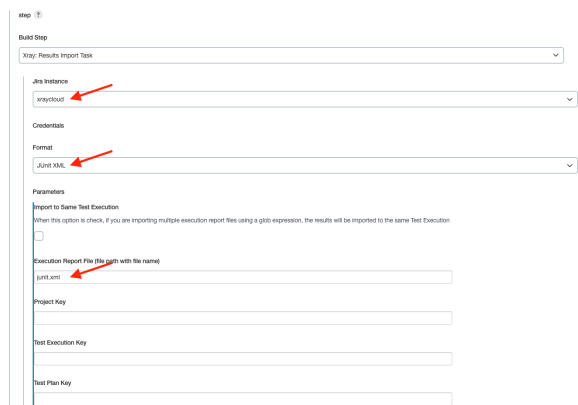 step ?
Build Step
Xray: Results Import Task
Jira Instance
xraycloud
Credentials
Format
JUnit XML
Parameters
Import to Same Test Execution
When this option is check, if you are importing multiple execution report files using a glob expression, the results will be imported to the same Test Execution
Execution Report File (file path with file name)
junit.xml
Project Key
Test Execution Key
Test Plan Key